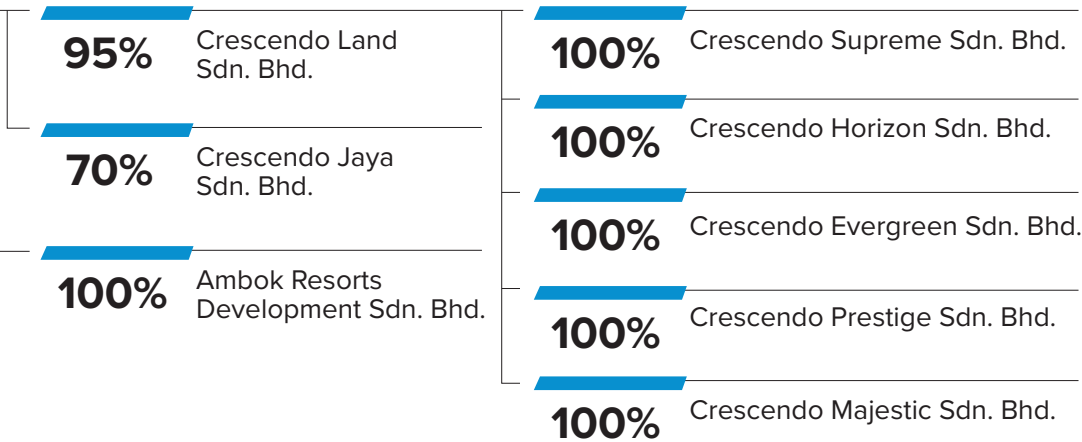 95%
Crescendo Land
Sdn. Bhd.
70%
Crescendo Jaya
Sdn. Bhd.
100%
Ambok Resorts
Development Sdn. Bhd.
100%
Crescendo Supreme Sdn. Bhd.
100%
Crescendo Horizon Sdn. Bhd.
100%
Crescendo Evergreen Sdn. Bhd.
100%
Crescendo Prestige Sdn. Bhd.
100%
Crescendo Majestic Sdn. Bhd.